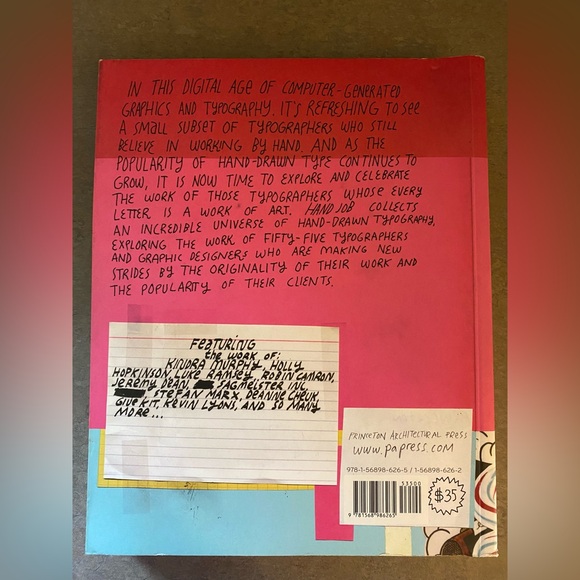 IN THIS DIGITAL AGE OF COMPUTER-GENERATED
GRAPHICS AND TYPOGRAPHY, IT'S REFRESHING TO SEE
A SMALL SUBSET OF TYPOGRAPHERS WHO STILL
BELIEVE IN WORKING BY HAND. AND AS THE
POPULARITY OF HAND-DRAWN TYPE CONTINUES TO
GROW, IT IS NOW TIME TO EXPLORE AND CELEBRATE
THE WORK OF THOSE TYPOGRAPHERS WHOSE EVERY
LETTER IS A WORK OF ART. HAND JOB COLLECTS
AN INCREDIBLE UNIVERSE OF HAND-DRAWN TYPOGRAPHY,
EXPLORING THE WORK OF FIFTY-FIVE TYPOGRAPHERS
AND GRAPHIC DESIGNERS WHO ARE MAKING NEW
STRIDES BY THE ORIGINALITY OF THEIR WORK AND
THE POPULARITY OF THEIR CLIENTS.
FEATURING
the WORK OF:
KINDRA MURPHY, HOLLY
HOPKINSON, LUKE RAMSEY, ROBIN CAMRON,
JEREMY DEAN, SAGMEISTER INC.
STEFAN MARX, DEANNE CHEUK,
GIVE KIT, KEVIN LYONS, AND SO MANY
MORE...
PRINCETON ARCHITECTURAL PRESS
WWW.PAPRESS.COM
978-1-56898-626-5 / 1-56898-626-2
53500
9 781568 986265
$35